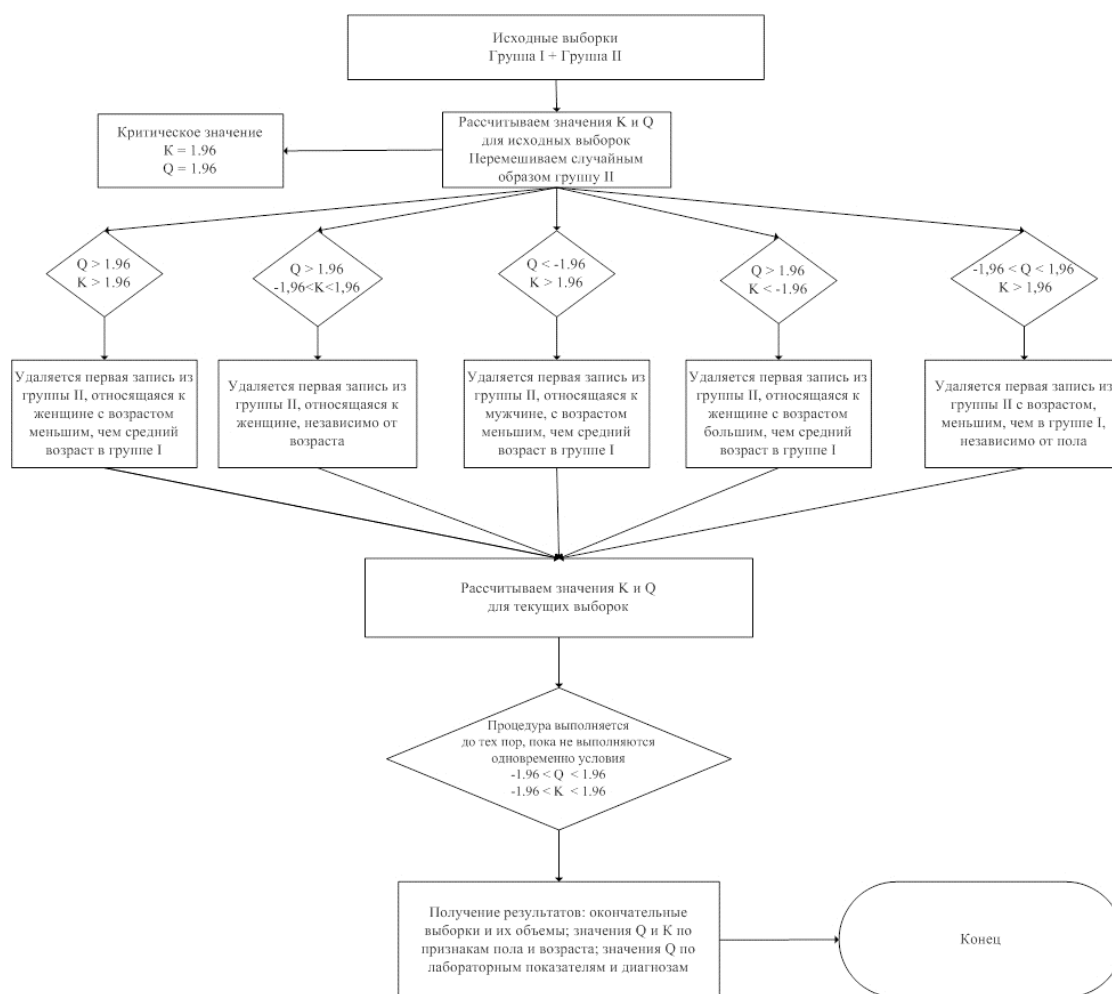 Исходные выборки
Группа I + Группа II
Критическое значение
K = 1.96
Q = 1.96
Рассчитываем значения K и Q
для исходных выборок
Перемешиваем случайным
образом группу II
Q > 1.96
K > 1.96
Q > 1.96
-1,96<K<1,96
Q < -1.96
K > 1.96
Q > 1.96
K < -1.96
-1,96 < Q < 1,96
K > 1,96
Удаляется первая запись из
группы II, относящаяся к
женщине с возрастом
меньшим, чем средний
возраст в группе I
Удаляется первая запись из
группы II, относящаяся к
женщине, независимо от
возраста
Удаляется первая запись из
группы II, относящаяся к
мужчине, с возрастом
меньшим, чем средний
возраст в группе I
Удаляется первая запись из
группы II, относящаяся к
женщине с возрастом
большим, чем средний
возраст в группе I
Удаляется первая запись из
группы II с возрастом,
меньшим, чем в группе I,
независимо от пола
Рассчитываем значения K и Q
для текущих выборок
Процедура выполняется
до тех пор, пока не выполняются
одновременно условия
-1.96 < Q < 1.96
-1.96 < K < 1.96
Получение результатов: окончательные
выборки и их объемы; значения Q и K по
признакам пола и возраста; значения Q по
лабораторным показателям и диагнозам
Конец